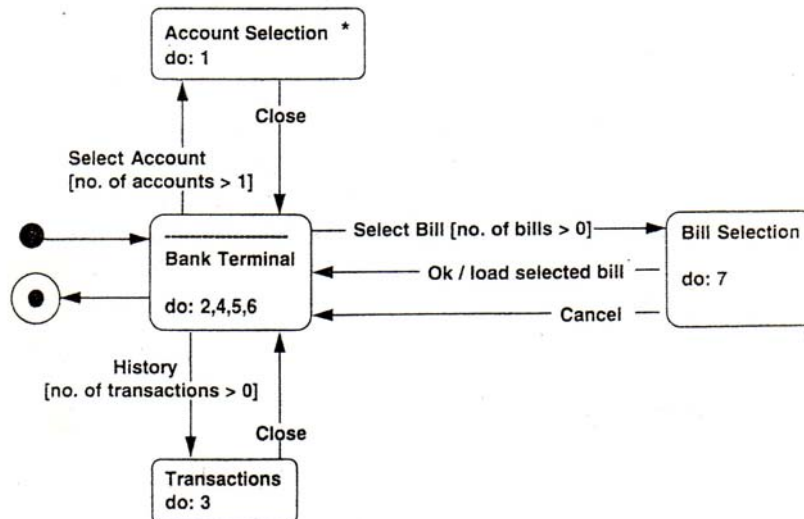 Account Selection *
do: 1
Close
Select Account
[no. of accounts > 1]
Select Bill [no. of bills > 0]
Bill Selection
Bank Terminal
Ok / load selected bill
do: 7
do: 2,4,5,6
Cancel
History
[no. of transactions > 0]
Close
Transactions
do: 3